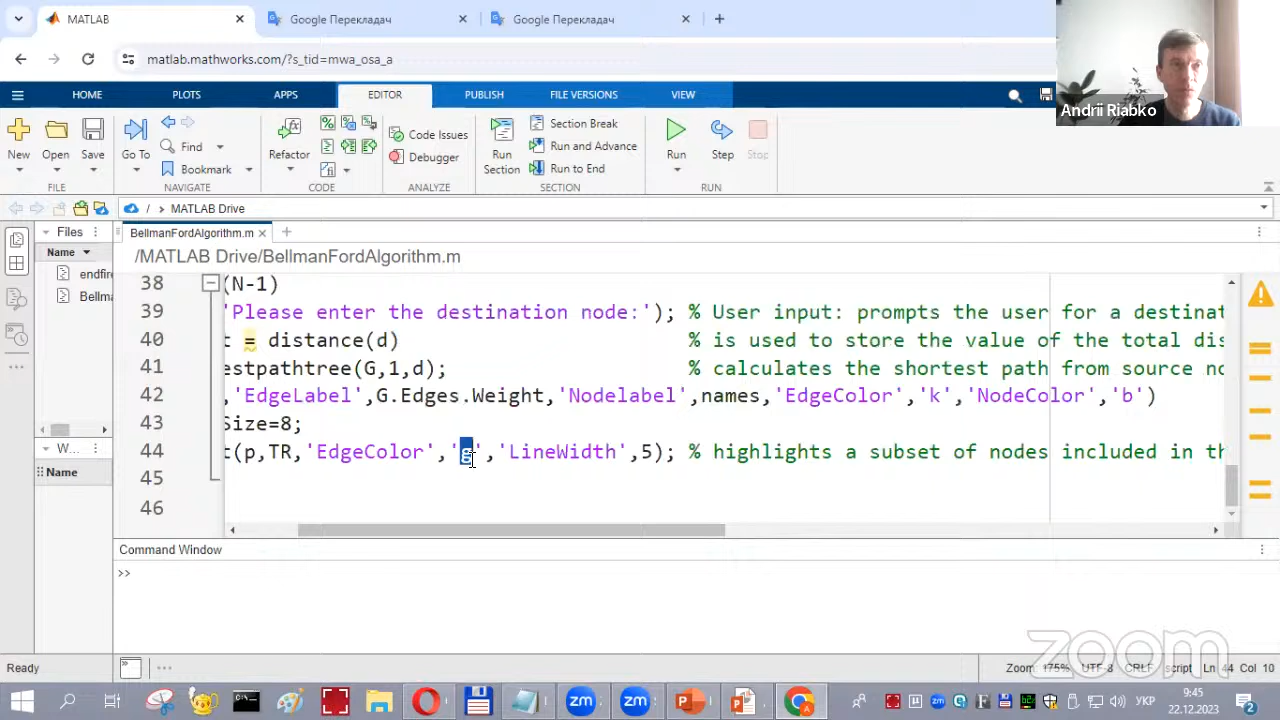 MATLAB
Google Перекладач
Google Перекладач
matlab.mathworks.com/?s_tid=mwa_osa_a
Andrii Riabko
HOME
PLOTS
APPS
EDITOR
PUBLISH
FILE VERSIONS
VIEW
New
Open
Save
Go To
Find
Bookmark
Refactor
Code Issues
Debugger
Run
Section
Section Break
Run and Advance
Run to End
Run
Step
Stop
FILE
NAVIGATE
CODE
ANALYZE
SECTION
RUN
/ MATLAB Drive
Files
Name
endfire
Bellma
W...
Name
BellmanFordAlgorithm.m
/MATLAB Drive/BellmanFordAlgorithm.m
38 (N-1)
39 'Please enter the destination node:'); % User input: prompts the user for a destinat
40 t = distance(d) % is used to store the value of the total dis
41 estpathtree(G,1,d); % calculates the shortest path from source no
42 ,'EdgeLabel',G.Edges.Weight,'Nodelabel',names,'EdgeColor','k','NodeColor','b')
43 Size=8;
44 t(p,TR,'EdgeColor','g','LineWidth',5); % highlights a subset of nodes included in th
45
46
Command Window
>>
zoom
Ready
Zoom: 175%
UTF-8
CRLF
script
Ln 44 Col 10
УКР
9:45
22.12.2023
2